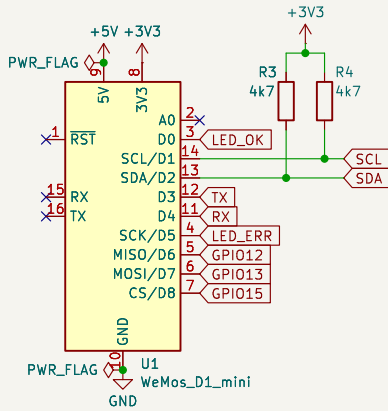 +5V
+3V3
PWR_FLAG
9
8
5V
3V3
+3V3
R3
4k7
R4
4k7
A0
2
1
RST
D0
3
LED_OK
SCL/D1
14
SCL
SDA/D2
13
SDA
15
RX
D3
12
TX
16
TX
D4
11
RX
SCK/D5
4
LED_ERR
MISO/D6
5
GPIO12
MOSI/D7
6
GPIO13
CS/D8
7
GPIO15
GND
10
PWR_FLAG
U1
WeMos_D1_mini
GND